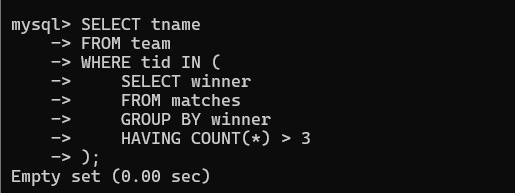 mysql> SELECT tname
    -> FROM team
    -> WHERE tid IN (
    ->     SELECT winner
    ->     FROM matches
    ->     GROUP BY winner
    ->     HAVING COUNT(*) > 3
    -> );
Empty set (0.00 sec)